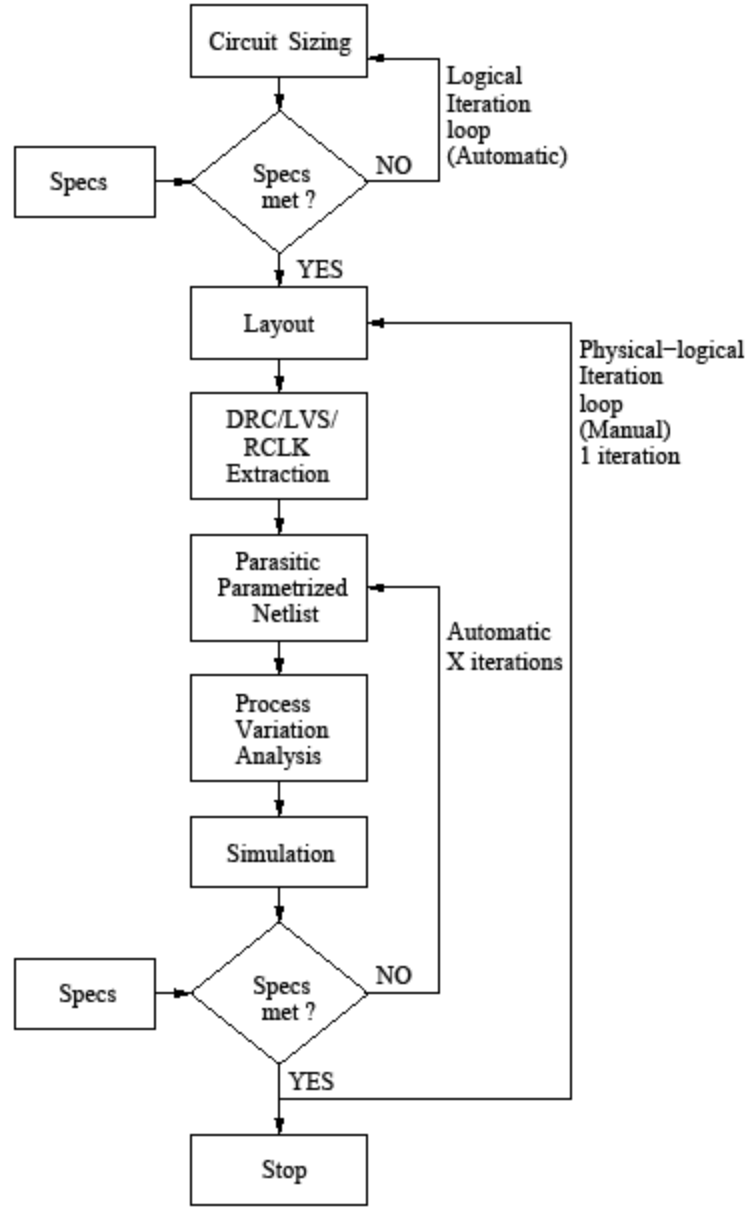 Circuit Sizing
Logical
Iteration
loop
(Automatic)
Specs
Specs
met ?
NO
YES
Layout
Physical−logical
Iteration
loop
(Manual)
1 iteration
DRC/LVS/
RCLK
Extraction
Parasitic
Parametrized
Netlist
Automatic
X iterations
Process
Variation
Analysis
Simulation
Specs
Specs
met ?
NO
YES
Stop